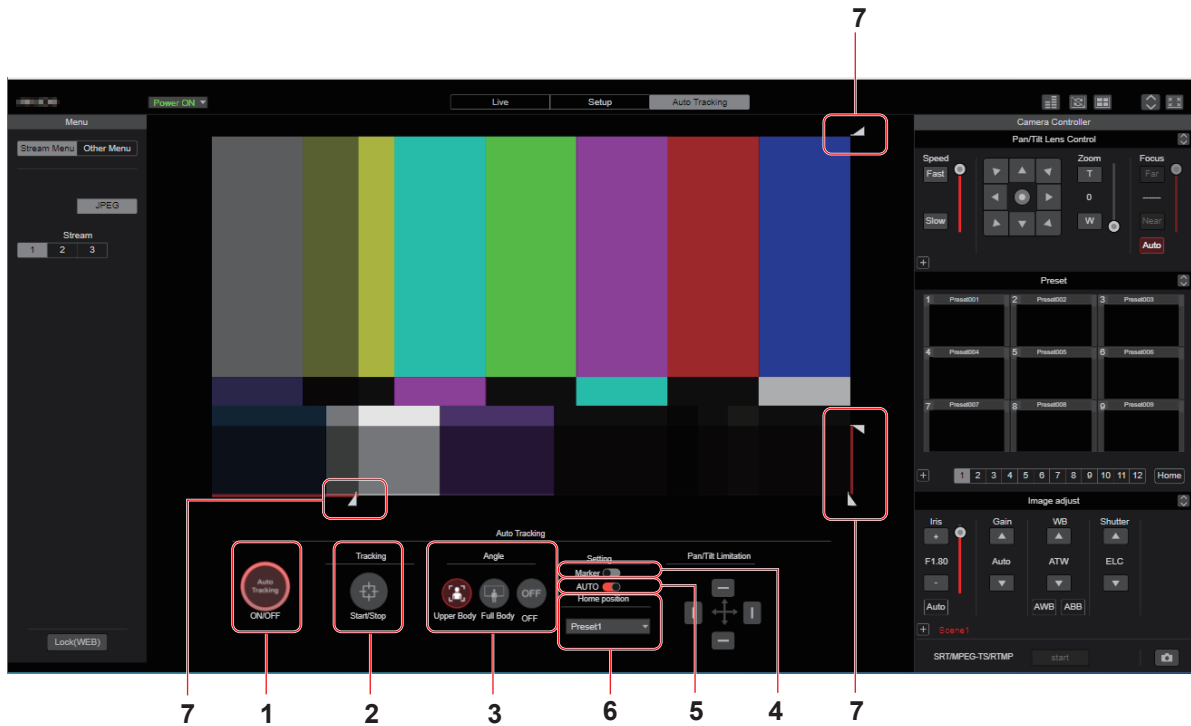 7
Power ON
Live Setup Auto Tracking
Menu
Stream Menu Other Menu
JPEG
Stream
1 2 3
Lock(WEB)
Camera Controller
Pan/Tilt Lens Control
Speed Zoom Focus
Fast T Far
0 -----
Slow W Near
Auto
+
Preset
1 Preset001 2 Preset002 3 Preset003
4 Preset004 5 Preset005 6 Preset006
7 Preset007 8 Preset008 9 Preset009
+ 1 2 3 4 5 6 7 8 9 10 11 12 Home
Image adjust
Iris Gain WB Shutter
+
F1.80 Auto ATW ELC
-
Auto AWB ABB
+ Scene1
SRT/MPEG-TS/RTMP start
Auto Tracking
Tracking Angle Setting Pan/Tilt Limitation
Marker
Auto
Tracking
OFF
AUTO
Home position
ON/OFF Start/Stop Upper Body Full Body OFF
Preset1
7 1 2 3 6 5 4 7